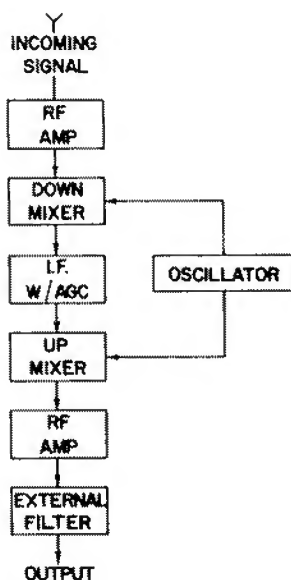 INCOMING
SIGNAL
RF
AMP
DOWN
MIXER
I.F.
W/AGC
OSCILLATOR
UP
MIXER
RF
AMP
EXTERNAL
FILTER
OUTPUT